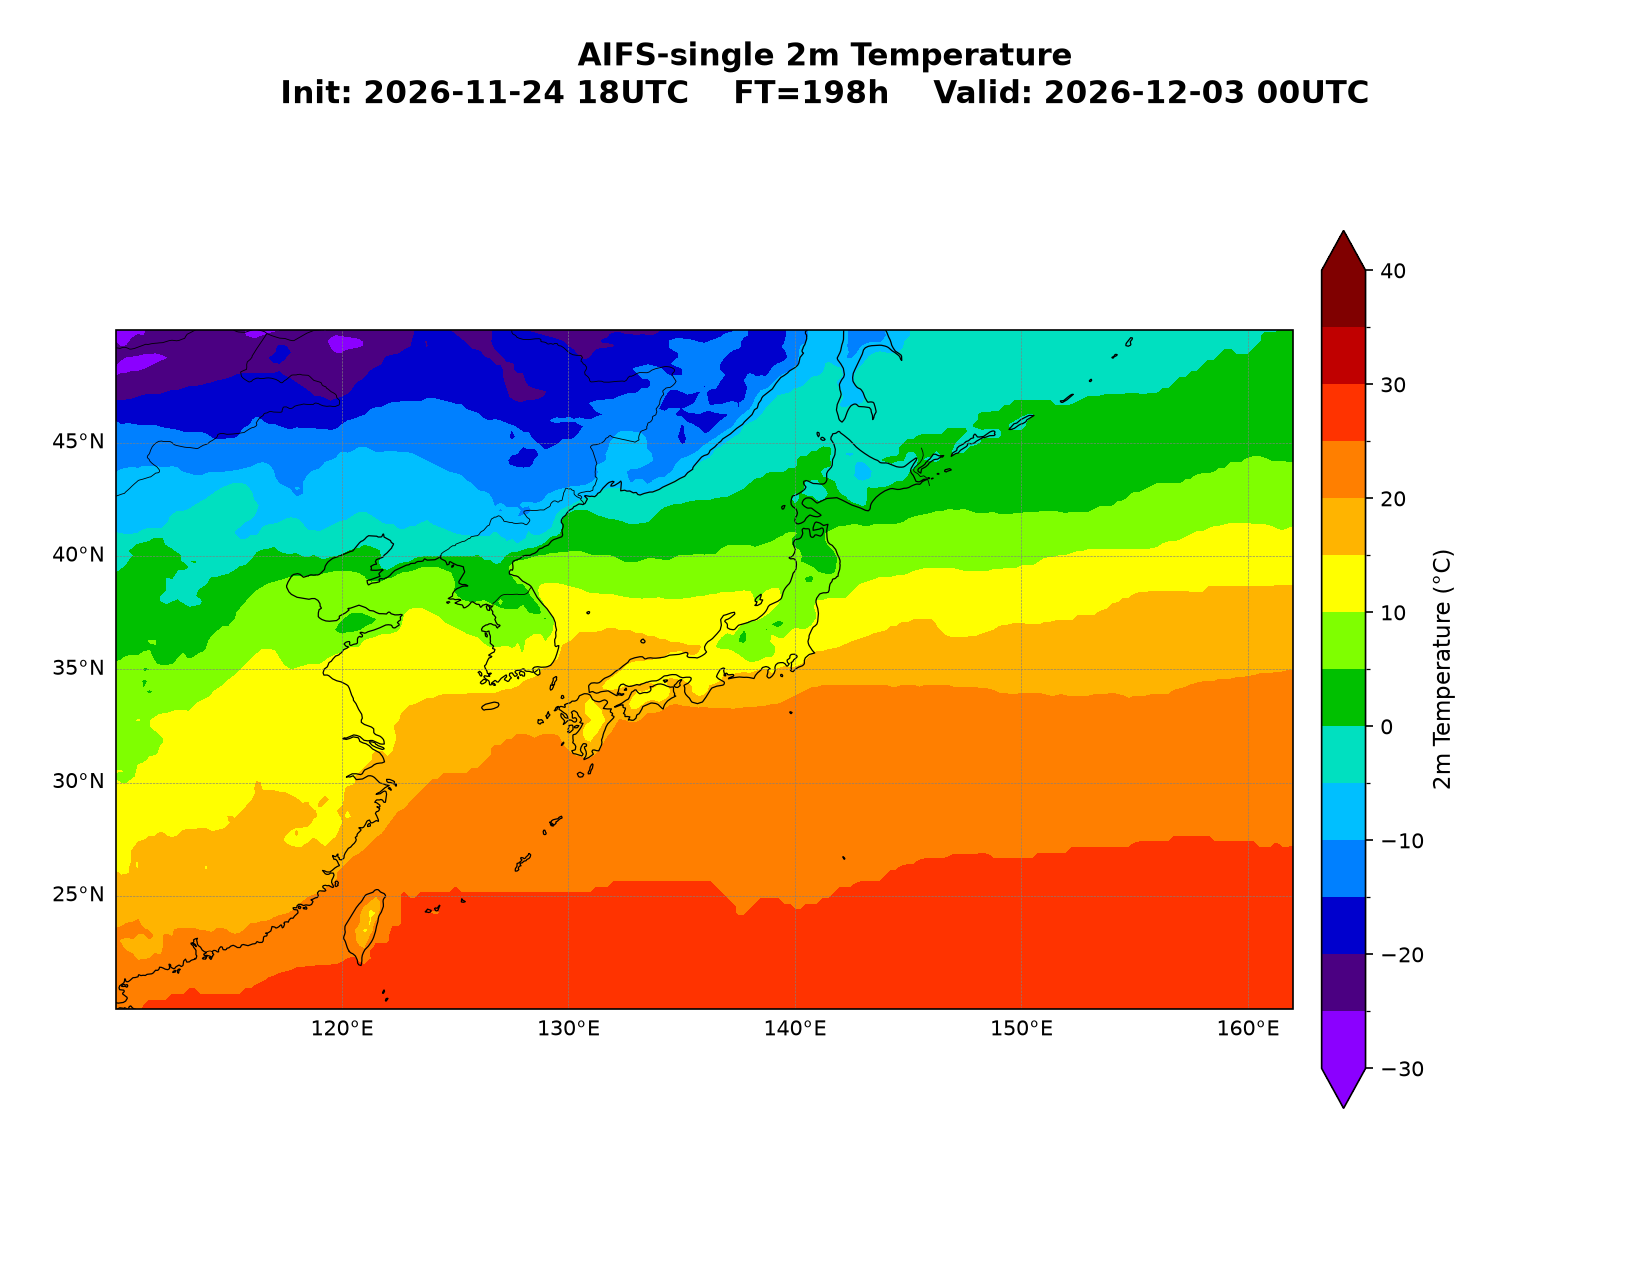 AIFS-single 2m Temperature
Init: 2026-11-24 18UTC    FT=198h    Valid: 2026-12-03 00UTC
45°N
40°N
35°N
30°N
25°N
120°E
130°E
140°E
150°E
160°E
40
30
20
10
0
−10
−20
−30
2m Temperature (°C)